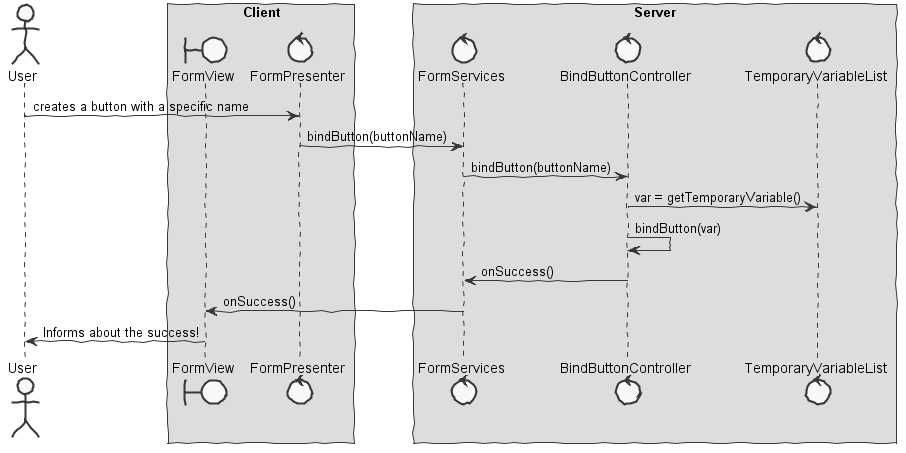 Client
Server
User
FormView
FormPresenter
FormServices
BindButtonController
TemporaryVariableList
creates a button with a specific name
bindButton(buttonName)
bindButton(buttonName)
var = getTemporaryVariable()
bindButton(var)
onSuccess()
onSuccess()
Informs about the success!
User
FormView
FormPresenter
FormServices
BindButtonController
TemporaryVariableList